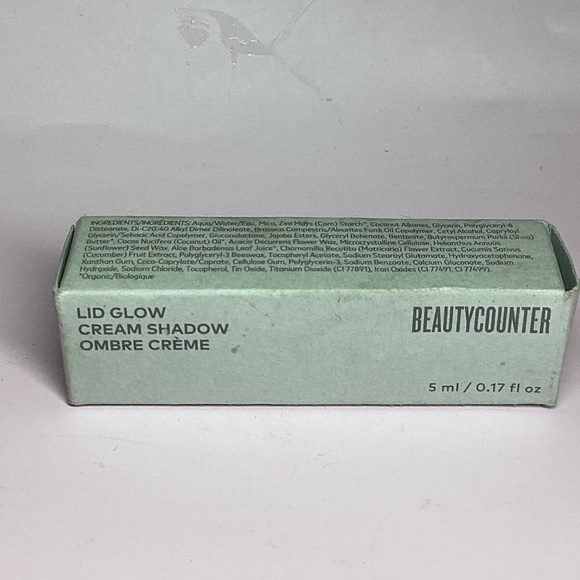 INGREDIENTS/INGRÉDIENTS: Aqua/Water/Eau, Mica, Zea Mays (Corn) Starch*, Coconut Alkanes, Glycerin, Polyglyceryl-6
Distearate, Di-C20-40 Alkyl Dimer Dilinoleate, Brassica Campestris/Aleurites Fordi Oil Copolymer, Cetyl Alcohol, Capryloyl
Glycerin/Sebacic Acid Copolymer, Gluconolactone, Jojoba Esters, Glyceryl Behenate, Bentonite, Butyrospermum Parkii (Shea)
Butter*, Cocos Nucifera (Coconut) Oil*, Acacia Decurrens Flower Wax, Microcrystalline Cellulose, Helianthus Annuus
(Sunflower) Seed Wax, Aloe Barbadensis Leaf Juice*, Chamomilla Recutita (Matricaria) Flower Extract, Cucumis Sativus
(Cucumber) Fruit Extract, Polyglyceryl-3 Beeswax, Tocopheryl Acetate, Sodium Stearoyl Glutamate, Hydroxyacetophenone,
Xanthan Gum, Coco-Caprylate/Caprate, Cellulose Gum, Polyglycerin-3, Sodium Benzoate, Calcium Gluconate, Sodium
Hydroxide, Sodium Chloride, Tocopherol, Tin Oxide, Titanium Dioxide (CI 77891), Iron Oxides (CI 77491, CI 77499)
*Organic/Biologique
LID GLOW
CREAM SHADOW
OMBRE CRÈME
BEAUTYCOUNTER
5 ml / 0.17 fl oz